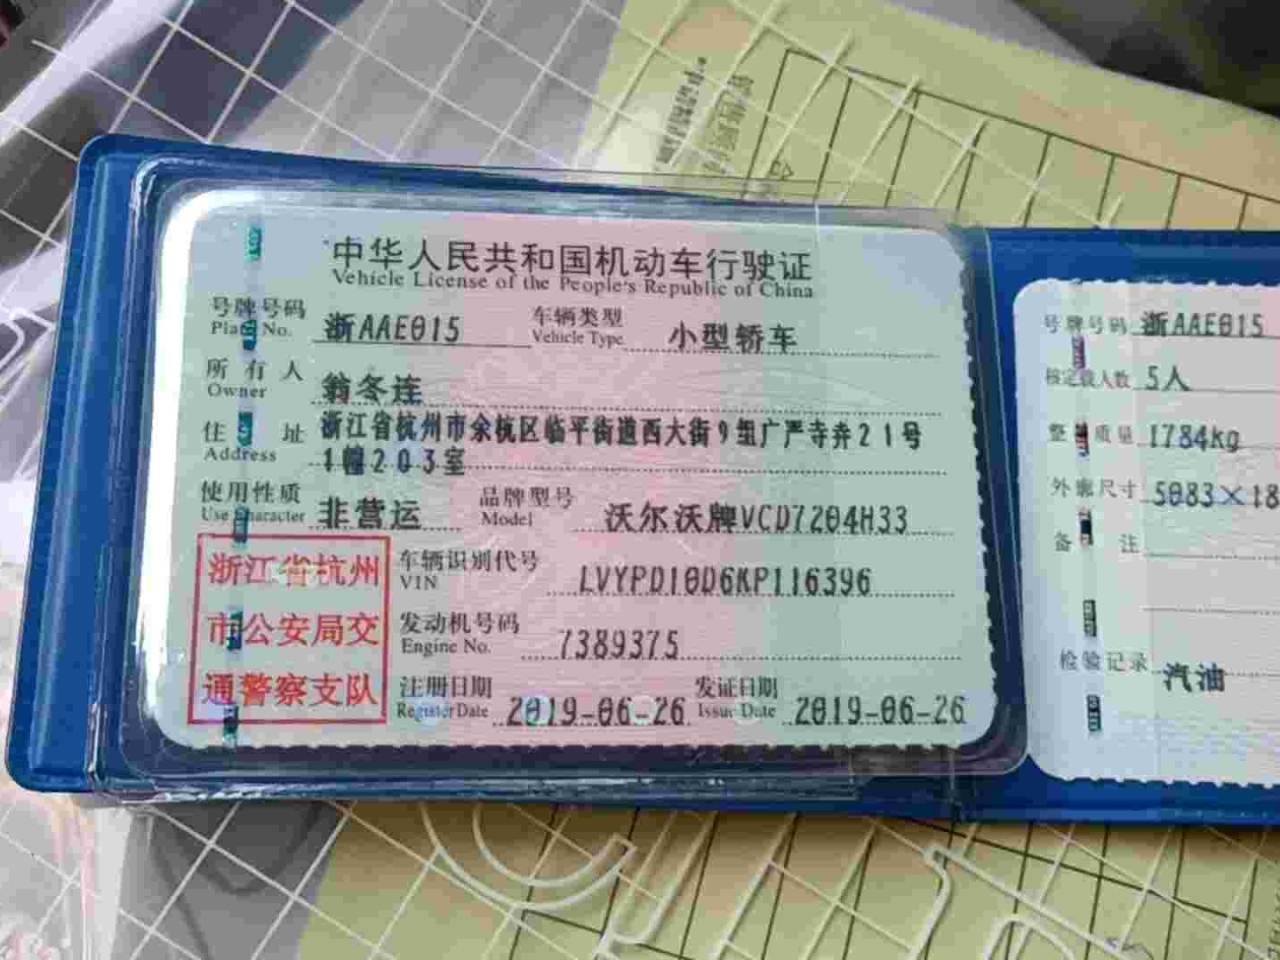 中华人民共和国机动车行驶证
Vehicle License of the People's Republic of China
号牌号码 浙AAE015 车辆类型 小型轿车
Plate No. Vehicle Type
所有人 翁冬连
Owner
住址 浙江省杭州市余杭区临平街道西大街9组广严寺弄21号
Address 1幢203室
使用性质 非营运 品牌型号 沃尔沃牌VCD7204H33
Use Character Model
浙江省杭州
市公安局交
通警察支队
车辆识别代号 LVYPD10D6KP116396
VIN
发动机号码 7389375
Engine No.
注册日期 2019-06-26 发证日期 2019-06-26
Register Date Issue Date
号牌号码 浙AAE015
核定载人数 5人
整备质量 1784kg
外廓尺寸 5083×18
备注
检验记录 汽油